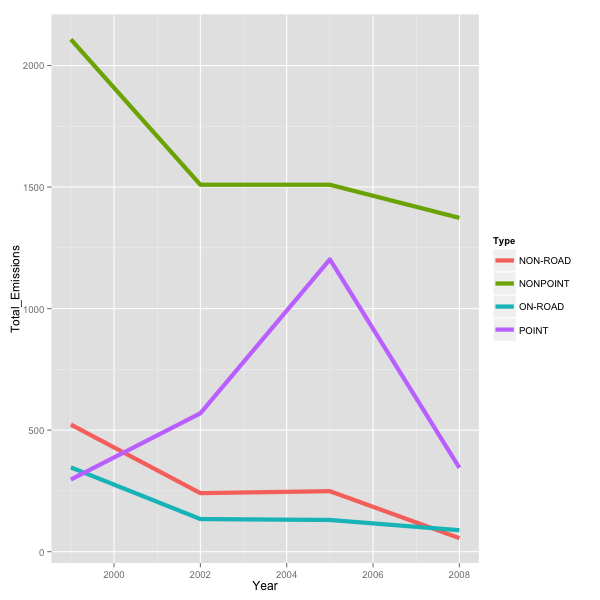 2000
1500
1000
500
0
Total_Emissions
2000 2002 2004 2006 2008
Year
Type
NON-ROAD
NONPOINT
ON-ROAD
POINT